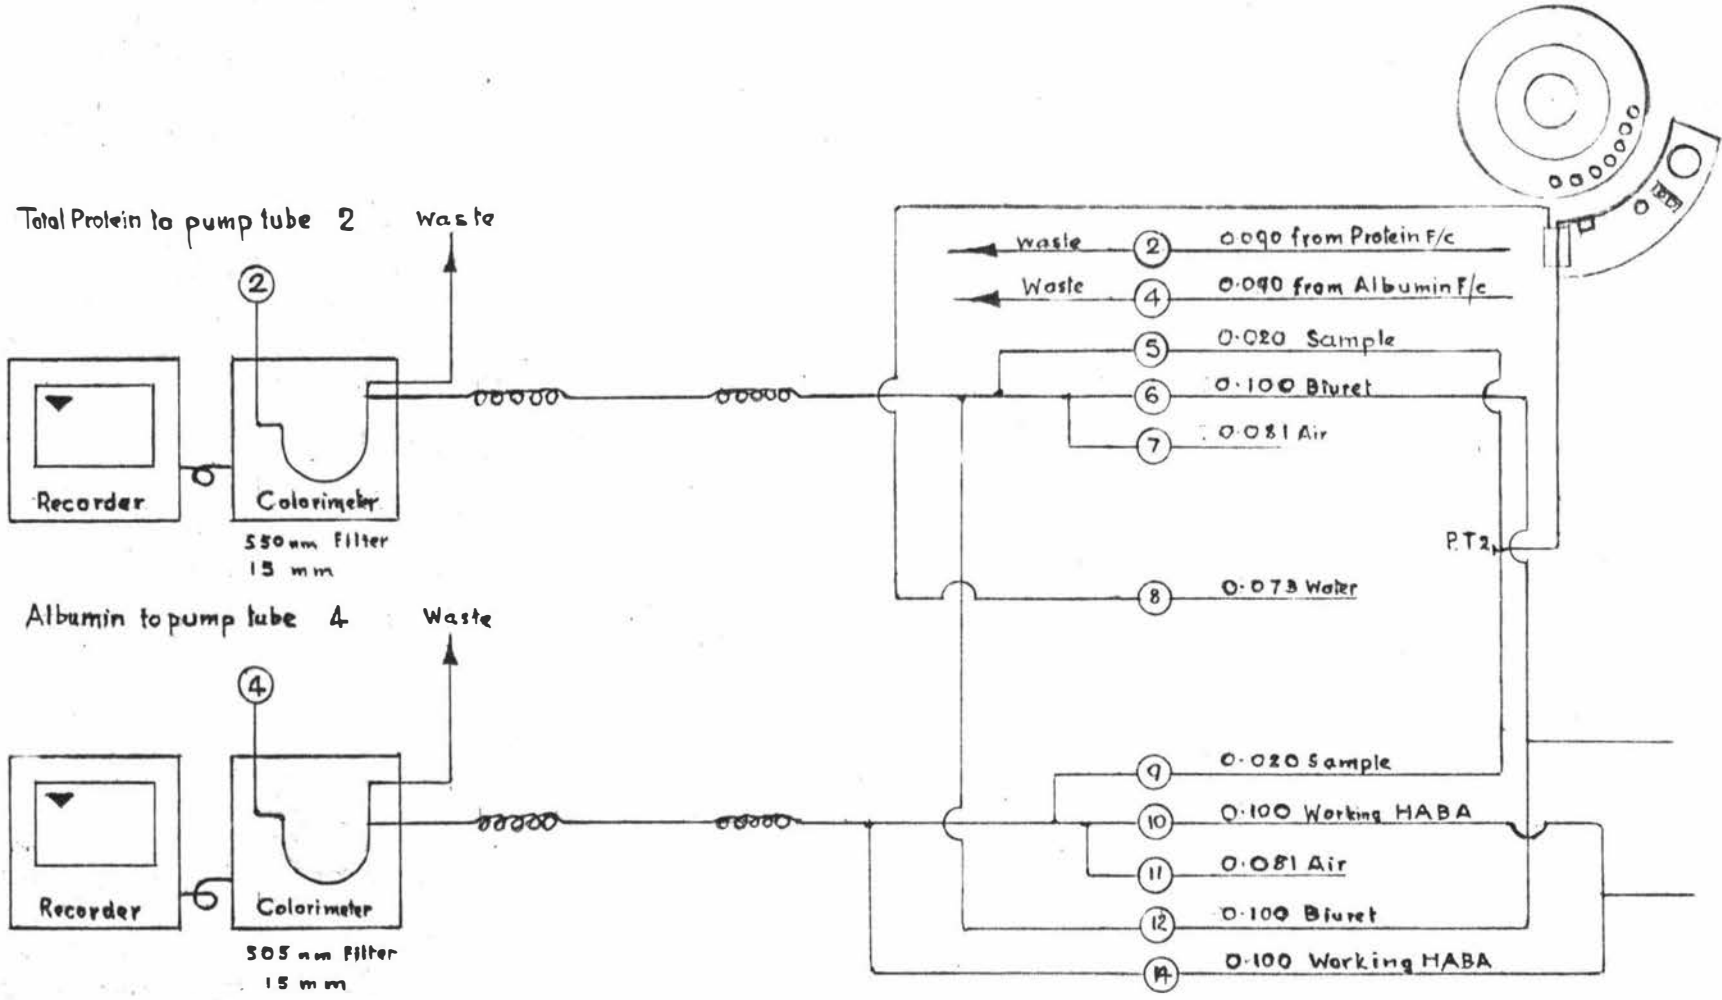 Total Protein to pump tube 2
Waste
2
Recorder
Colorimeter
550 nm Filter
15 mm
Albumin to pump tube 4
Waste
4
Recorder
Colorimeter
505 nm Filter
15 mm
Waste 2 0.090 from Protein F/c
Waste 4 0.090 from Albumin F/c
5 0.020 Sample
6 0.100 Biuret
7 0.081 Air
P.T2
8 0.073 Water
9 0.020 Sample
10 0.100 Working HABA
11 0.081 Air
12 0.100 Biuret
14 0.100 Working HABA